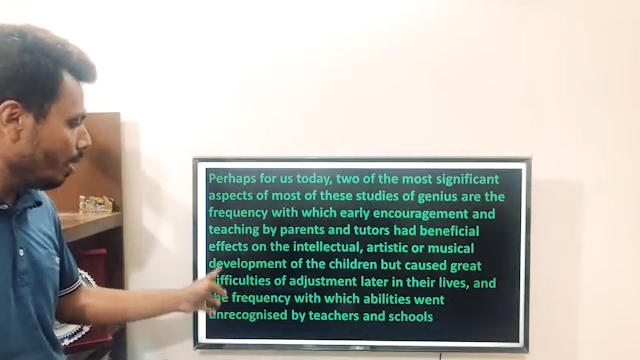 Perhaps for us today, two of the most significant
aspects of most of these studies of genius are the
frequency with which early encouragement and
teaching by parents and tutors had beneficial
effects on the intellectual, artistic or musical
development of the children but caused great
difficulties of adjustment later in their lives, and
the frequency with which abilities went
unrecognised by teachers and schools